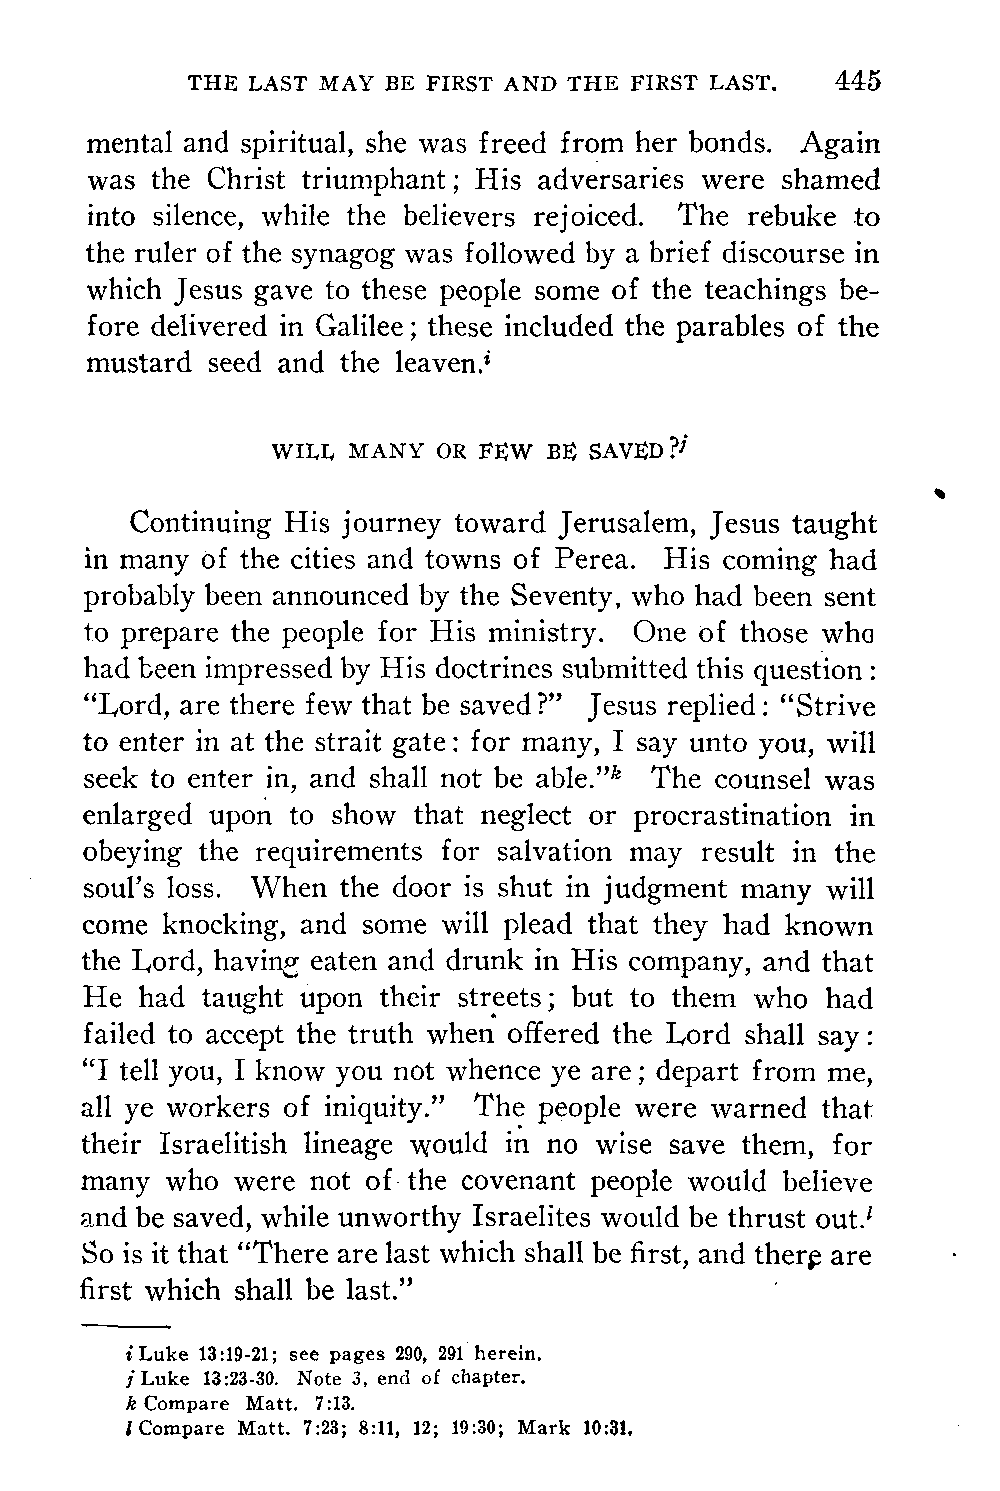 THE LAST MAY BE FIRST AND THE FIRST LAST. 445
mental and spiritual, she was freed from her bonds. Again
was the Christ triumphant; His adversaries were shamed
into silence, while the believers rejoiced. The rebuke to
the ruler of the synagog was followed by a brief discourse in
which Jesus gave to these people some of the teachings be-
fore delivered in Galilee; these included the parables of the
mustard seed and the leaven.i
WILL MANY OR FEW BE SAVED?j
Continuing His journey toward Jerusalem, Jesus taught
in many of the cities and towns of Perea. His coming had
probably been announced by the Seventy, who had been sent
to prepare the people for His ministry. One of those who
had been impressed by His doctrines submitted this question:
“Lord, are there few that be saved?” Jesus replied: “Strive
to enter in at the strait gate: for many, I say unto you, will
seek to enter in, and shall not be able.”k The counsel was
enlarged upon to show that neglect or procrastination in
obeying the requirements for salvation may result in the
soul's loss. When the door is shut in judgment many will
come knocking, and some will plead that they had known
the Lord, having eaten and drunk in His company, and that
He had taught upon their streets; but to them who had
failed to accept the truth when offered the Lord shall say:
“I tell you, I know you not whence ye are; depart from me,
all ye workers of iniquity.” The people were warned that
their Israelitish lineage would in no wise save them, for
many who were not of the covenant people would believe
and be saved, while unworthy Israelites would be thrust out.l
So is it that “There are last which shall be first, and there are
first which shall be last.”
i Luke 13:19-21; see pages 290, 291 herein.
j Luke 13:23-30. Note 3, end of chapter.
k Compare Matt. 7:13.
l Compare Matt. 7:23; 8:11, 12; 19:30; Mark 10:31.